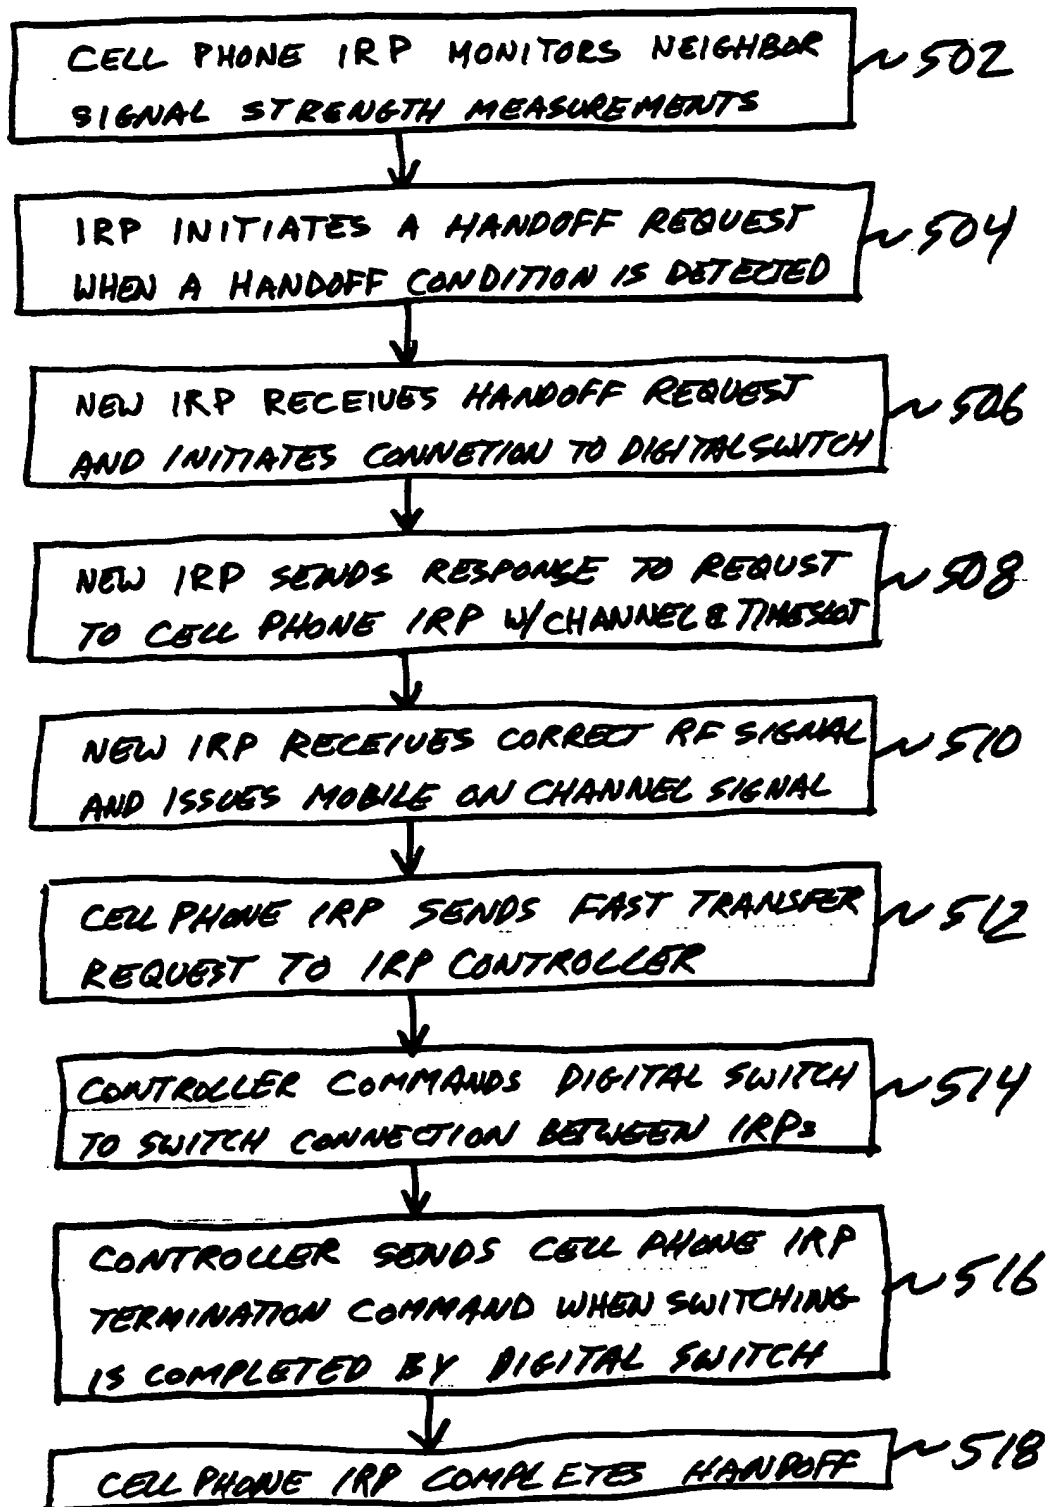 CELL PHONE IRP MONITORS NEIGHBOR
SIGNAL STRENGTH MEASUREMENTS
502
IRP INITIATES A HANDOFF REQUEST
WHEN A HANDOFF CONDITION IS DETECTED
504
NEW IRP RECEIVES HANDOFF REQUEST
AND INITIATES CONNETION TO DIGITAL SWITCH
506
NEW IRP SENDS RESPONSE TO REQUST
TO CELL PHONE IRP W/CHANNEL & TIMESLOT
508
NEW IRP RECEIVES CORRECT RF SIGNAL
AND ISSUES MOBILE ON CHANNEL SIGNAL
510
CELL PHONE IRP SENDS FAST TRANSFER
REQUEST TO IRP CONTROLLER
512
CONTROLLER COMMANDS DIGITAL SWITCH
TO SWITCH CONNECTION BETWEEN IRPs
514
CONTROLLER SENDS CELL PHONE IRP
TERMINATION COMMAND WHEN SWITCHING
IS COMPLETED BY DIGITAL SWITCH
516
CELL PHONE IRP COMPLETES HANDOFF
518